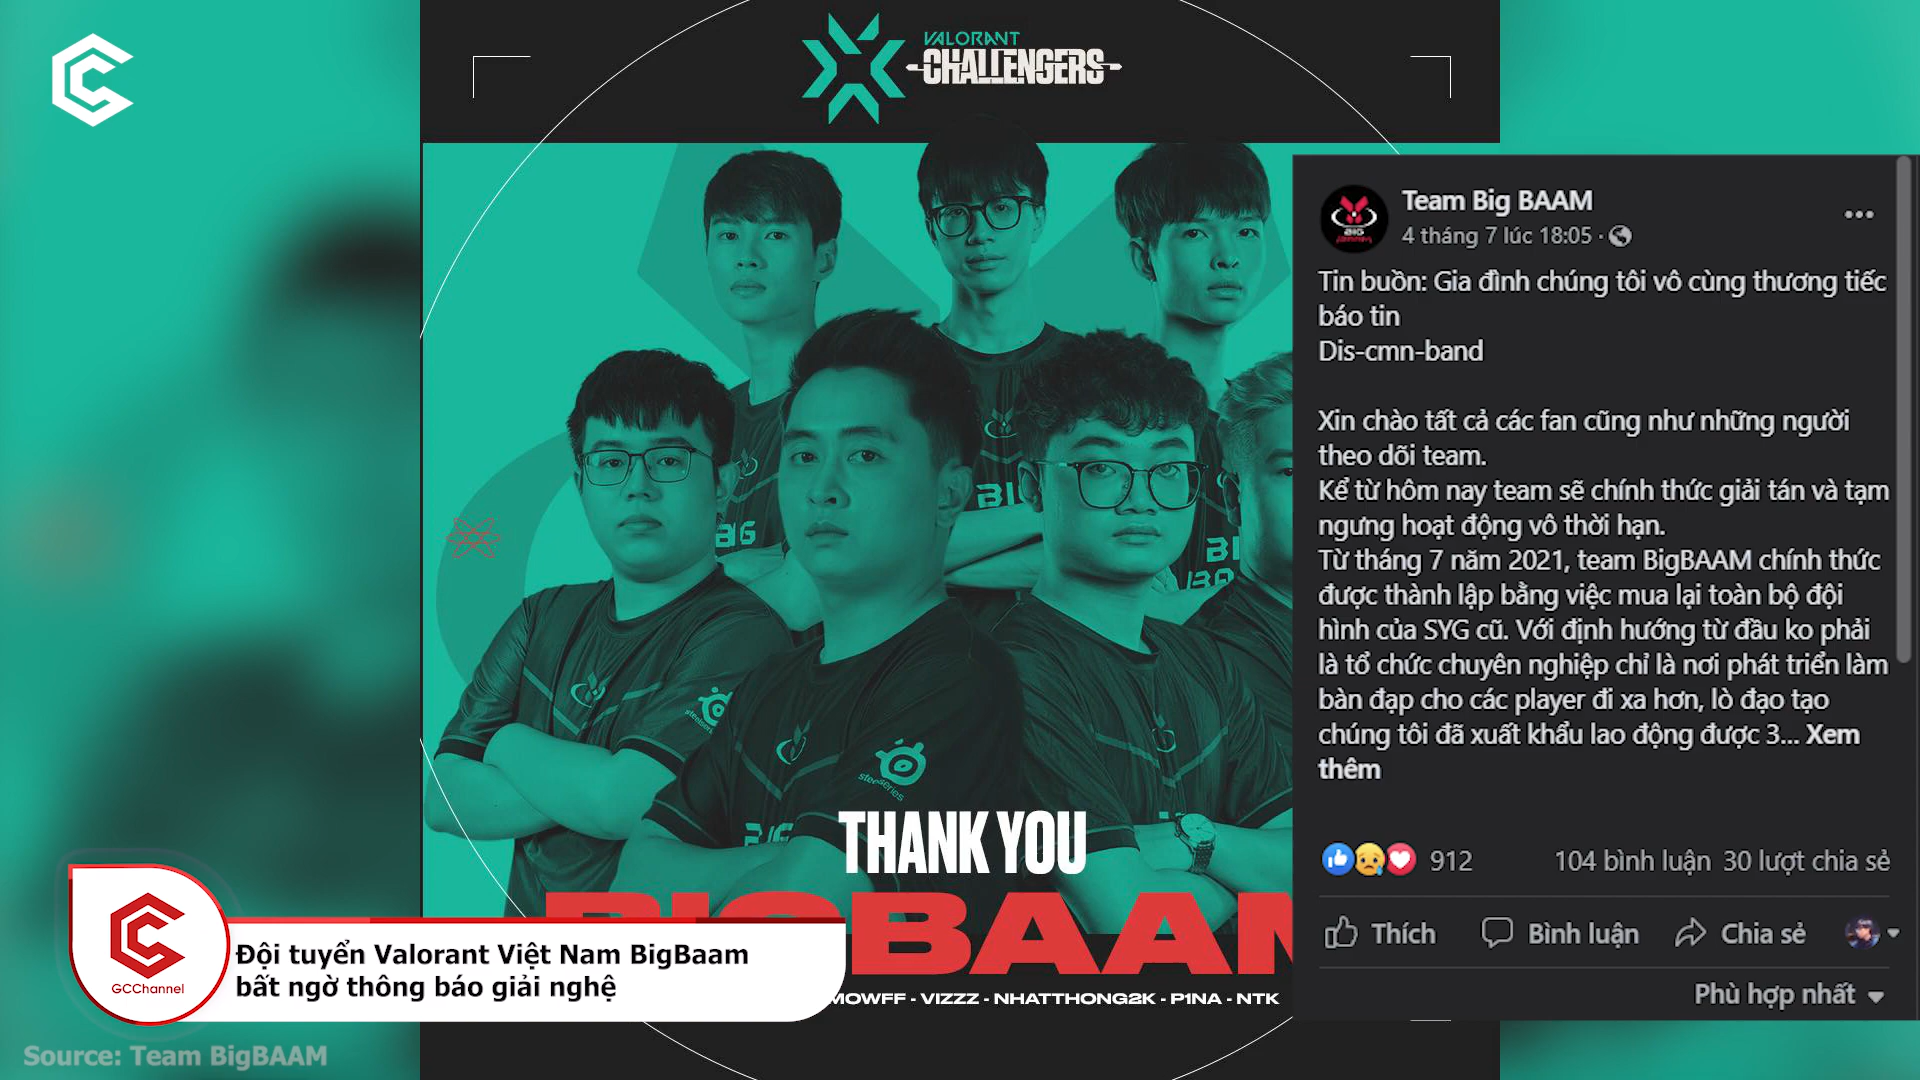 VALORANT
CHALLENGERS
Team Big BAAM
4 tháng 7 lúc 18:05 ·
Tin buồn: Gia đình chúng tôi vô cùng thương tiếc
báo tin
Dis-cmn-band
Xin chào tất cả các fan cũng như những người
theo dõi team.
Kể từ hôm nay team sẽ chính thức giải tán và tạm
ngưng hoạt động vô thời hạn.
Từ tháng 7 năm 2021, team BigBAAM chính thức
được thành lập bằng việc mua lại toàn bộ đội
hình của SYG cũ. Với định hướng từ đầu ko phải
là tổ chức chuyên nghiệp chỉ là nơi phát triển làm
bàn đạp cho các player đi xa hơn, lò đạo tạo
chúng tôi đã xuất khẩu lao động được 3... Xem
thêm
912
104 bình luận 30 lượt chia sẻ
Thích
Bình luận
Chia sẻ
Phù hợp nhất
BIG
BIG
steelseries
steelseries
THANK YOU
BIGBAAM
MOWFF - VIZZZ - NHATTHONG2K - P1NA - NTK
GCChannel
Đội tuyển Valorant Việt Nam BigBaam
bất ngờ thông báo giải nghệ
Source: Team BigBAAM